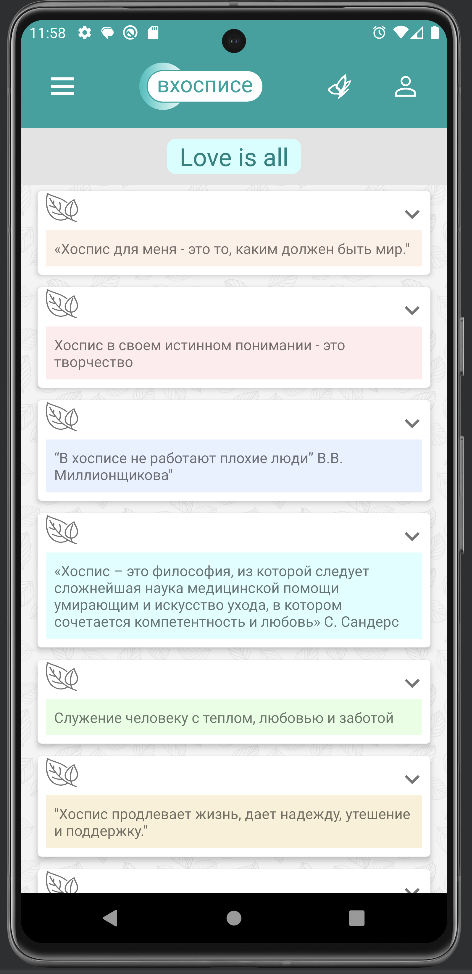 11:58
вхосписе
Love is all
«Хоспис для меня - это то, каким должен быть мир."
Хоспис в своем истинном понимании - это
творчество
“В хосписе не работают плохие люди” В.В.
Миллионщикова"
«Хоспис – это философия, из которой следует
сложнейшая наука медицинской помощи
умирающим и искусство ухода, в котором
сочетается компетентность и любовь» С. Сандерс
Служение человеку с теплом, любовью и заботой
"Хоспис продлевает жизнь, дает надежду, утешение
и поддержку."